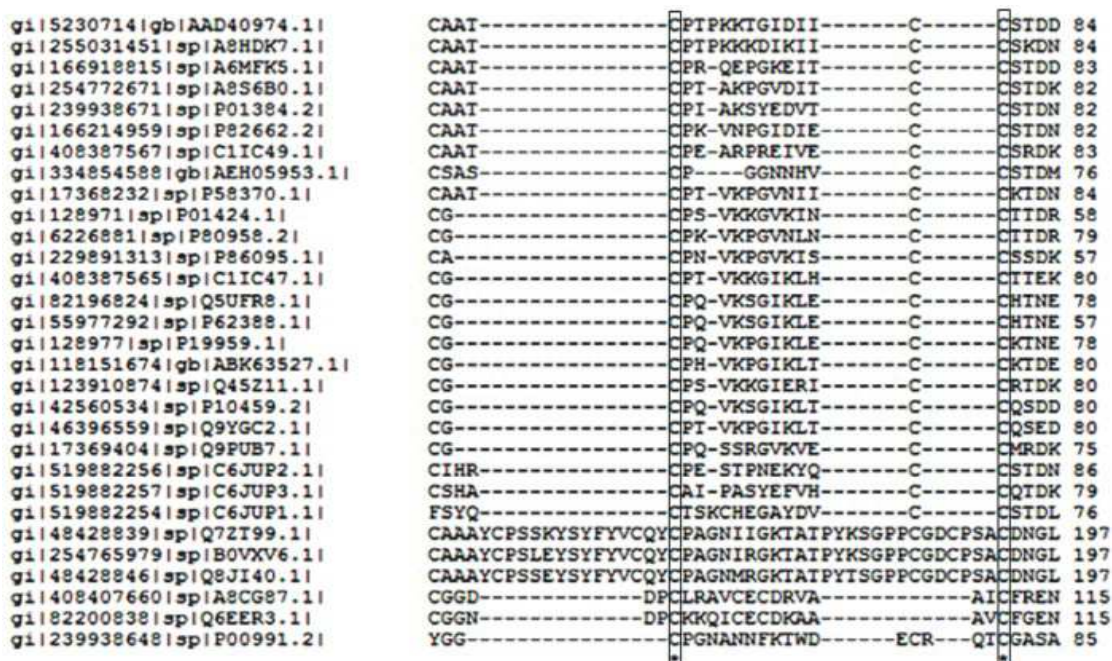 gi|5230714|gb|AAD40974.1| CAAT------------------CPTPKKTGIDII-------C------CSTDD 84
gi|255031451|sp|A8HDK7.1| CAAT------------------CPTPKKKDIKII-------C------CSKDN 84
gi|166918815|sp|A6MFK5.1| CAAT------------------CPR-QEPGKEIT-------C------CSTDD 83
gi|254772671|sp|A8S6B0.1| CAAT------------------CPT-AKPGVDIT-------C------CSTDK 82
gi|239938671|sp|P01384.2| CAAT------------------CPI-AKSYEDVT-------C------CSTDN 82
gi|166214959|sp|P82662.2| CAAT------------------CPK-VNPGIDIE-------C------CSTDN 82
gi|408387567|sp|C1IC49.1| CAAT------------------CPE-ARPREIVE-------C------CSRDK 83
gi|334854588|gb|AEH05953.1| CSAS------------------CP----GGNNHV-------C------CSTDM 76
gi|17368232|sp|P58370.1| CAAT------------------CPT-VKPGVNII-------C------CKTDN 84
gi|128971|sp|P01424.1| CG--------------------CPS-VKKGVKIN-------C------CTTDR 58
gi|6226881|sp|P80958.2| CG--------------------CPK-VKPGVNLN-------C------CTTDR 79
gi|229891313|sp|P86095.1| CA--------------------CPN-VKPGVKIS-------C------CSSDK 57
gi|408387565|sp|C1IC47.1| CG--------------------CPT-VKKGIKLH-------C------CTTEK 80
gi|82196824|sp|Q5UFR8.1| CG--------------------CPQ-VKSGIKLE-------C------CHTNE 78
gi|55977292|sp|P62388.1| CG--------------------CPQ-VKSGIKLE-------C------CHTNE 57
gi|128977|sp|P19959.1| CG--------------------CPQ-VKPGIKLE-------C------CKTNE 78
gi|118151674|gb|ABK63527.1| CG--------------------CPH-VKPGIKLT-------C------CKTDE 80
gi|123910874|sp|Q45Z11.1| CG--------------------CPS-VKKGIERI-------C------CRTDK 80
gi|42560534|sp|P10459.2| CG--------------------CPQ-VKSGIKLT-------C------CQSDD 80
gi|46396559|sp|Q9YGC2.1| CG--------------------CPT-VKPGIKLT-------C------CQSED 80
gi|17369404|sp|Q9PUB7.1| CG--------------------CPQ-SSRGVKVE-------C------CMRDK 75
gi|519882256|sp|C6JUP2.1| CIHR------------------CPE-STPNEKYQ-------C------CSTDN 86
gi|519882257|sp|C6JUP3.1| CSHA------------------CAI-PASYEFVH-------C------CQTDK 79
gi|519882254|sp|C6JUP1.1| FSYQ------------------CTSKCHEGAYDV-------C------CSTDL 76
gi|48428839|sp|Q7ZT99.1| CAAAYCPSSKYSYFYVCQYCPAGNIIGKTATPYKSGPPCGDCPSACDNGL 197
gi|254765979|sp|B0VXV6.1| CAAAYCPSLEYSYFYVCQYCPAGNIRGKTATPYKSGPPCGDCPSACDNGL 197
gi|48428846|sp|Q8JI40.1| CAAAYCPSSEYSYFYVCQYCPAGNMRGKTATPYTSGPPCGDCPSACDNGL 197
gi|408407660|sp|A8CG87.1| CGGD----------------DPCLRAVCECDRVA-----------AICFREN 115
gi|82200838|sp|Q6EER3.1| CGGN----------------DPCKKQICECDKAA-----------AVCFGEN 115
gi|239938648|sp|P00991.2| YGG-------------------CPGNANNFKTWD------ECR--QTCGASA 85
* *